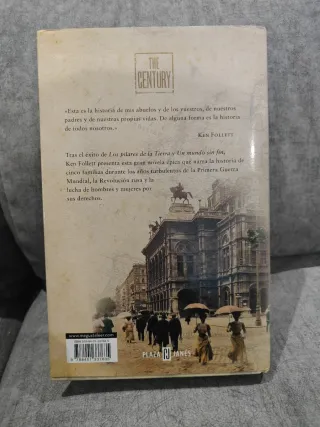 THE
CENTURY
«Esta es la historia de mis abuelos y de los vuestros, de nuestros
padres y de nuestras propias vidas. De alguna forma es la historia
de todos nosotros.»
KEN FOLLETT
Tras el éxito de Los pilares de la Tierra y Un mundo sin fin,
Ken Follett presenta esta gran novela épica que narra la historia de
cinco familias durante los años turbulentos de la Primera Guerra
Mundial, la Revolución rusa y la
lucha de hombres y mujeres por
sus derechos.
www.megustaleer.com
PLAZA JANÉS